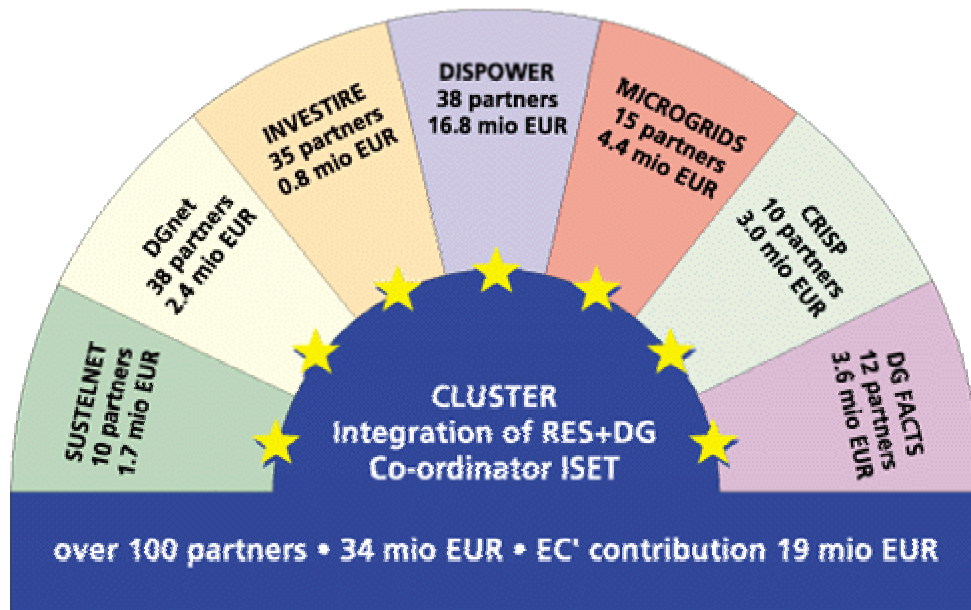 SUSTELNET
10 partners
1.7 mio EUR
DGnet
38 partners
2.4 mio EUR
INVESTIRE
35 partners
0.8 mio EUR
DISPOWER
38 partners
16.8 mio EUR
MICROGRIDS
15 partners
4.4 mio EUR
CRISP
10 partners
3.0 mio EUR
DG FACTS
12 partners
3.6 mio EUR
CLUSTER
Integration of RES+DG
Co-ordinator ISET
over 100 partners • 34 mio EUR • EC' contribution 19 mio EUR